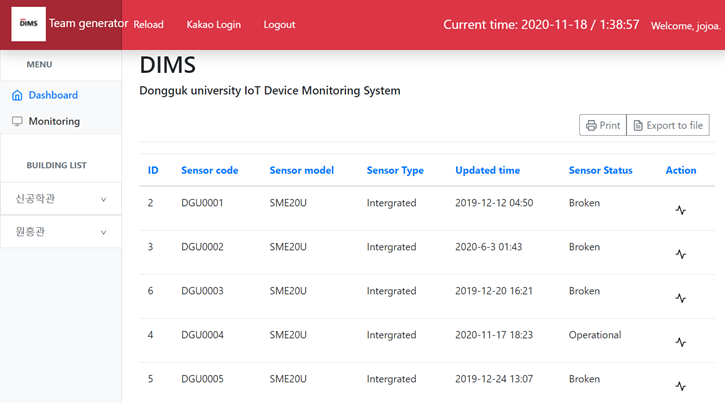 DIMS Team generator Reload Kakao Login Logout Current time: 2020-11-18 / 1:38:57 Welcome, jojoa.
MENU
Dashboard
Monitoring
BUILDING LIST
신공학관
원흥관
DIMS
Dongguk university IoT Device Monitoring System
Print Export to file
ID Sensor code Sensor model Sensor Type Updated time Sensor Status Action
2 DGU0001 SME20U Intergrated 2019-12-12 04:50 Broken
3 DGU0002 SME20U Intergrated 2020-6-3 01:43 Broken
6 DGU0003 SME20U Intergrated 2019-12-20 16:21 Broken
4 DGU0004 SME20U Intergrated 2020-11-17 18:23 Operational
5 DGU0005 SME20U Intergrated 2019-12-24 13:07 Broken